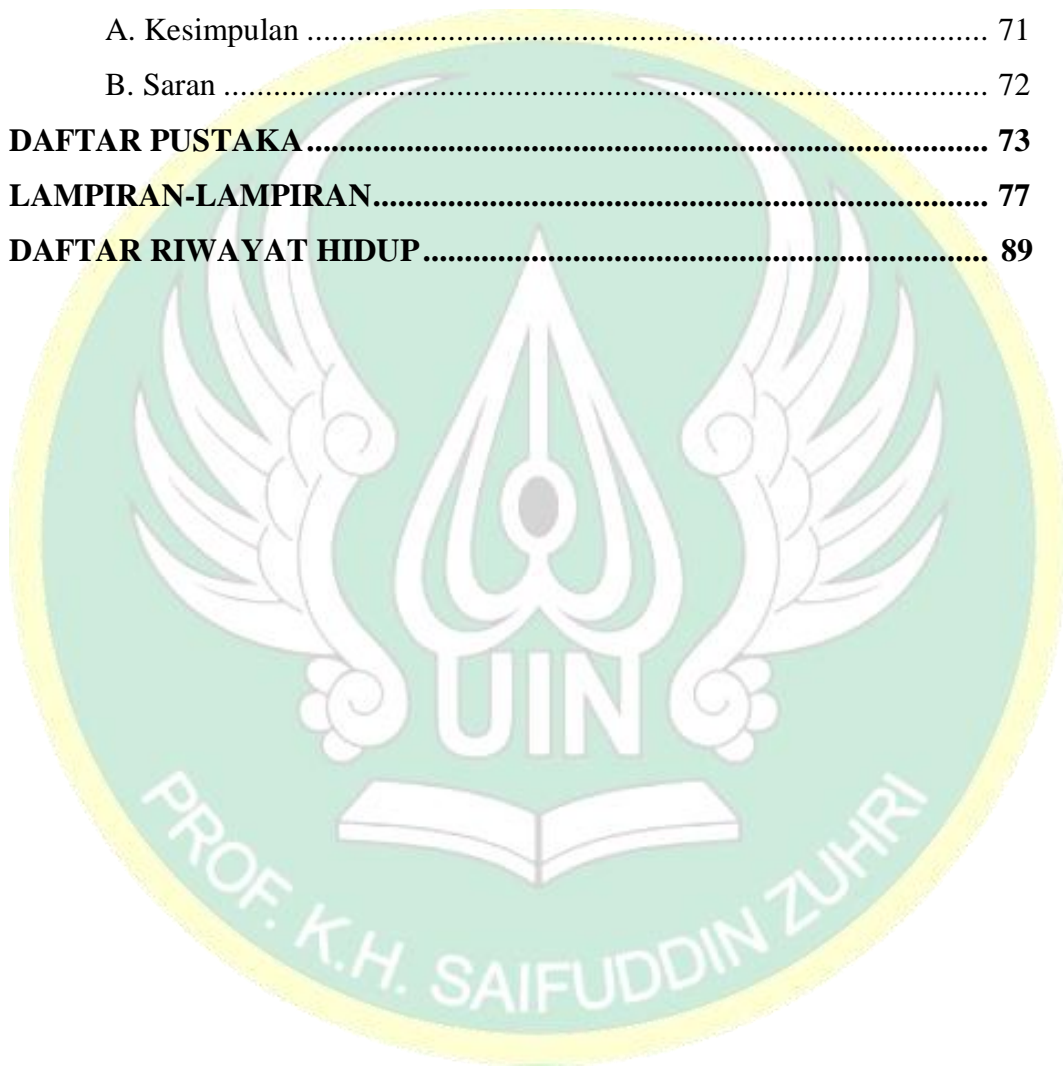 A. Kesimpulan ................................................................................... 71
B. Saran ............................................................................................. 72
DAFTAR PUSTAKA................................................................................... 73
LAMPIRAN-LAMPIRAN........................................................................... 77
DAFTAR RIWAYAT HIDUP..................................................................... 89
UIN
PROF. K.H. SAIFUDDIN ZUHRI